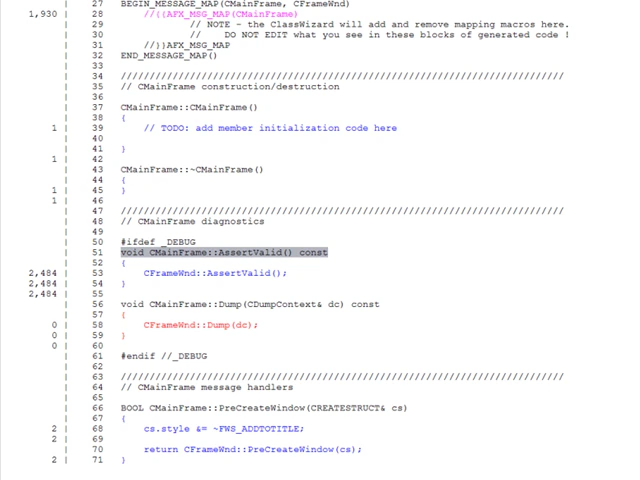 | 27 BEGIN_MESSAGE_MAP(CMainFrame, CFrameWnd)
1,930 | 28 //{{AFX_MSG_MAP(CMainFrame)
| 29 // NOTE - the ClassWizard will add and remove mapping macros here.
| 30 // DO NOT EDIT what you see in these blocks of generated code !
| 31 //}}AFX_MSG_MAP
| 32 END_MESSAGE_MAP()
| 33
| 34 /////////////////////////////////////////////////////////////////////////////
| 35 // CMainFrame construction/destruction
| 36
| 37 CMainFrame::CMainFrame()
| 38 {
1 | 39 // TODO: add member initialization code here
| 40
| 41 }
1 | 42
| 43 CMainFrame::~CMainFrame()
| 44 {
1 | 45 }
1 | 46
| 47 /////////////////////////////////////////////////////////////////////////////
| 48 // CMainFrame diagnostics
| 49
| 50 #ifdef _DEBUG
| 51 void CMainFrame::AssertValid() const
| 52 {
2,484 | 53 CFrameWnd::AssertValid();
2,484 | 54 }
2,484 | 55
| 56 void CMainFrame::Dump(CDumpContext& dc) const
| 57 {
0 | 58 CFrameWnd::Dump(dc);
0 | 59 }
0 | 60
| 61 #endif //_DEBUG
| 62
| 63 /////////////////////////////////////////////////////////////////////////////
| 64 // CMainFrame message handlers
| 65
| 66 BOOL CMainFrame::PreCreateWindow(CREATESTRUCT& cs)
| 67 {
2 | 68 cs.style &= ~FWS_ADDTOTITLE;
2 | 69
| 70 return CFrameWnd::PreCreateWindow(cs);
2 | 71 }